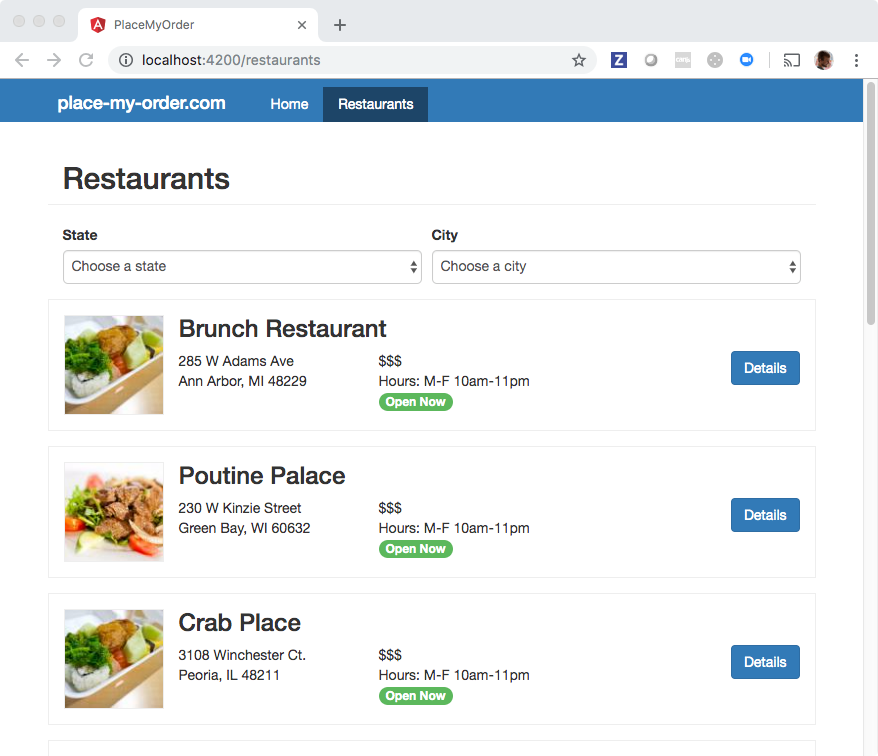 PlaceMyOrder
localhost:4200/restaurants
place-my-order.com Home Restaurants
Restaurants
State City
Choose a state Choose a city
Brunch Restaurant
285 W Adams Ave $$$
Ann Arbor, MI 48229 Hours: M-F 10am-11pm
Open Now
Details
Poutine Palace
230 W Kinzie Street $$$
Green Bay, WI 60632 Hours: M-F 10am-11pm
Open Now
Details
Crab Place
3108 Winchester Ct. $$$
Peoria, IL 48211 Hours: M-F 10am-11pm
Open Now
Details